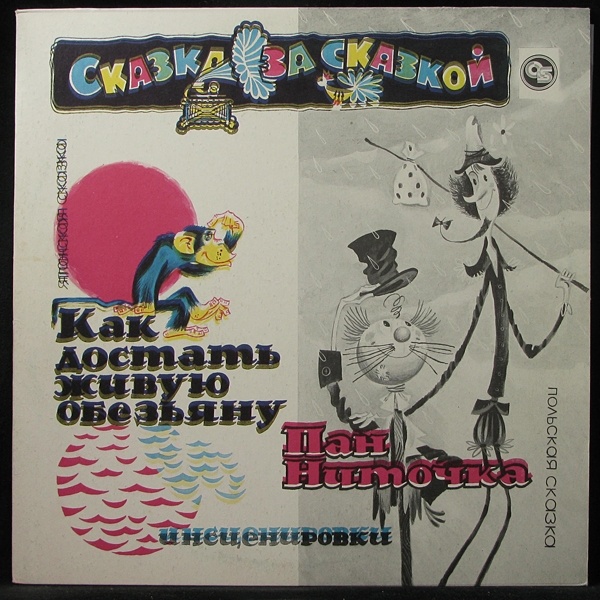 Сказка за сказкой
японская сказка
Как
достать
живую
обезьяну
Пан
Ниточка
польская сказка
инсценировки